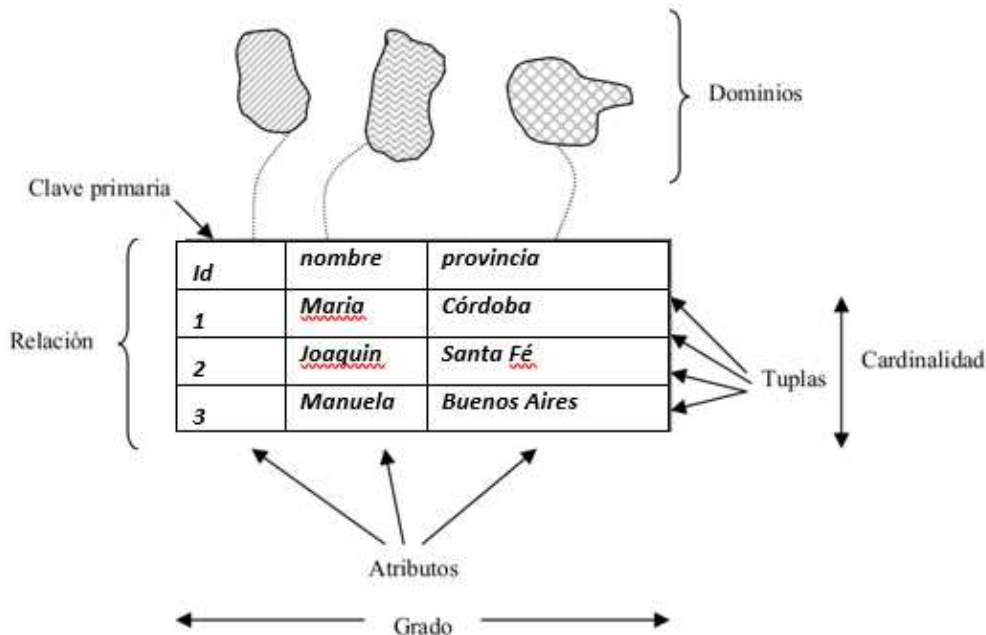 Dominios
Clave primaria
Id nombre provincia
1 Maria Córdoba
2 Joaquin Santa Fé
3 Manuela Buenos Aires
Relación
Tuplas
Cardinalidad
Atributos
Grado